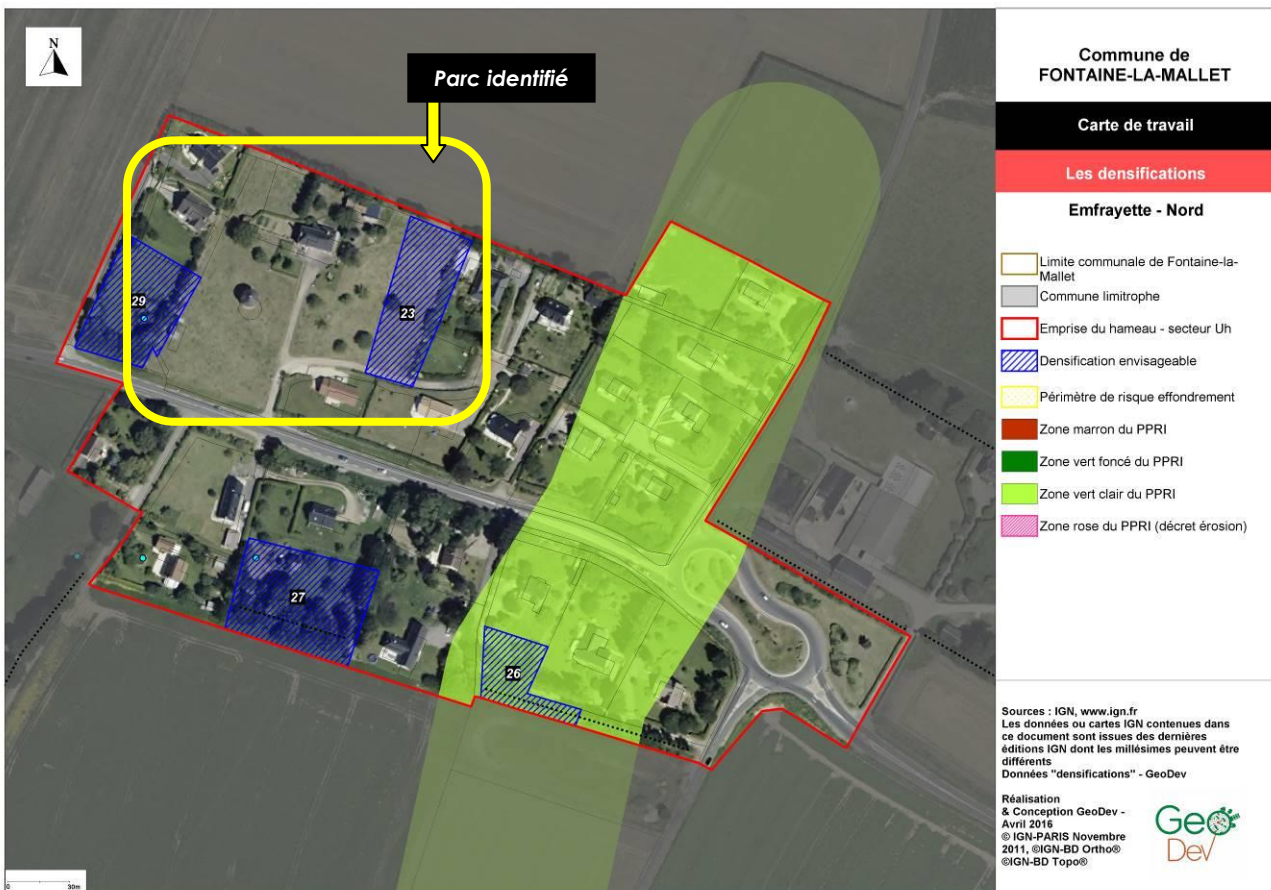 N
Parc identifié
29
23
27
26
0 30m
Commune de
FONTAINE-LA-MALLET
Carte de travail
Les densifications
Emfrayette - Nord
Limite communale de Fontaine-la-
Mallet
Commune limitrophe
Emprise du hameau - secteur Uh
Densification envisageable
Périmètre de risque effondrement
Zone marron du PPRI
Zone vert foncé du PPRI
Zone vert clair du PPRI
Zone rose du PPRI (décret érosion)
Sources : IGN, www.ign.fr
Les données ou cartes IGN contenues dans
ce document sont issues des dernières
éditions IGN dont les millésimes peuvent être
différents
Données "densifications" - GeoDev
Réalisation
& Conception GeoDev -
Avril 2016
© IGN-PARIS Novembre
2011, ©IGN-BD Ortho®
©IGN-BD Topo®
Geo
Dev